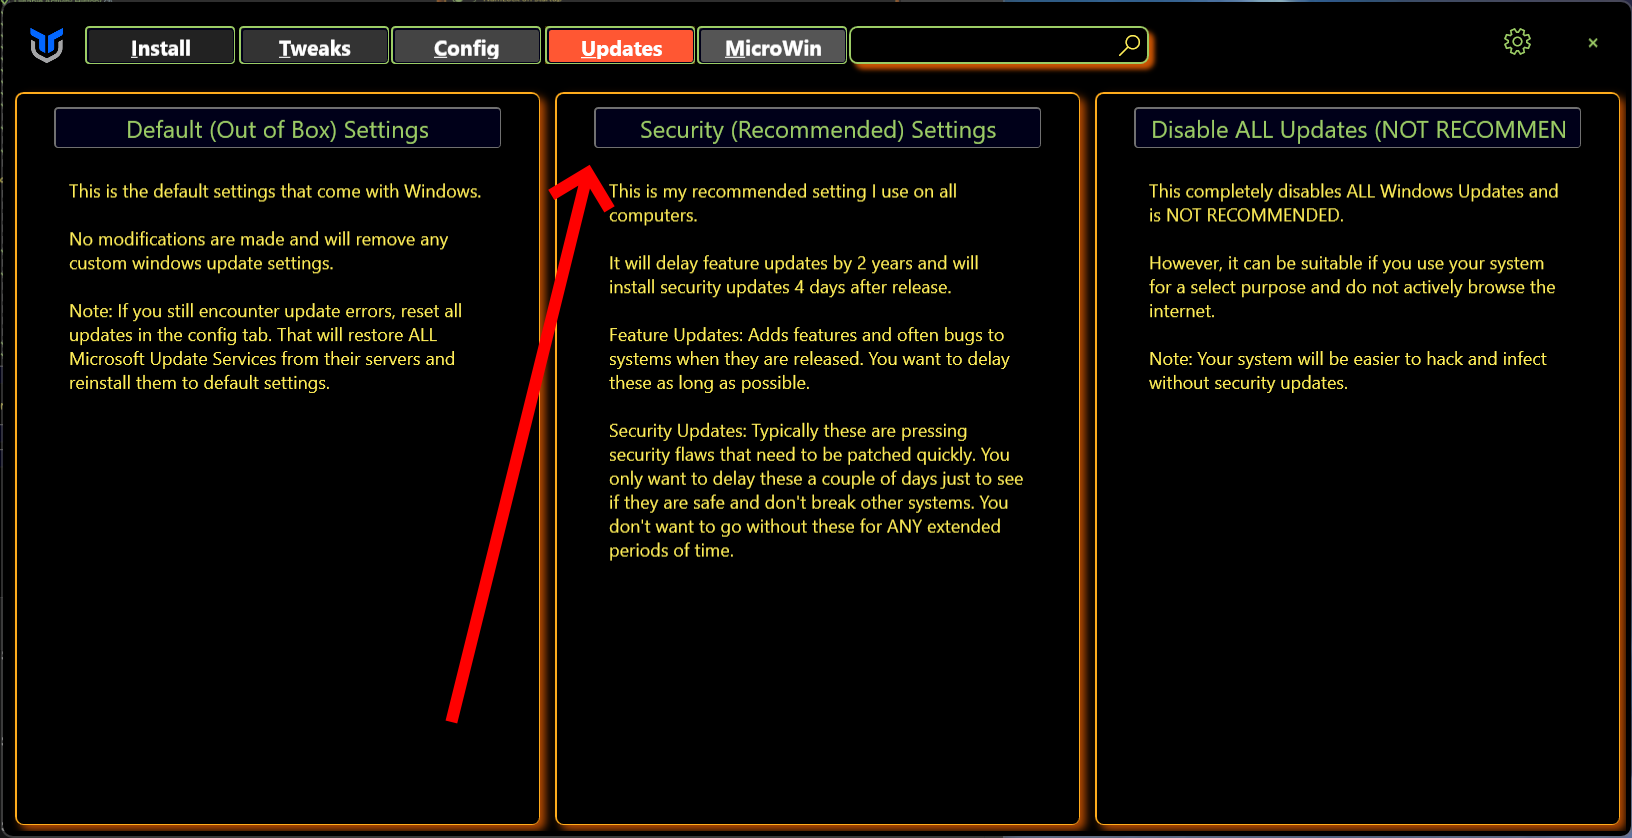 Install
Tweaks
Config
Updates
MicroWin
Default (Out of Box) Settings
This is the default settings that come with Windows.
No modifications are made and will remove any
custom windows update settings.
Note: If you still encounter update errors, reset all
updates in the config tab. That will restore ALL
Microsoft Update Services from their servers and
reinstall them to default settings.
Security (Recommended) Settings
This is my recommended setting I use on all
computers.
It will delay feature updates by 2 years and will
install security updates 4 days after release.
Feature Updates: Adds features and often bugs to
systems when they are released. You want to delay
these as long as possible.
Security Updates: Typically these are pressing
security flaws that need to be patched quickly. You
only want to delay these a couple of days just to see
if they are safe and don't break other systems. You
don't want to go without these for ANY extended
periods of time.
Disable ALL Updates (NOT RECOMMEN
This completely disables ALL Windows Updates and
is NOT RECOMMENDED.
However, it can be suitable if you use your system
for a select purpose and do not actively browse the
internet.
Note: Your system will be easier to hack and infect
without security updates.